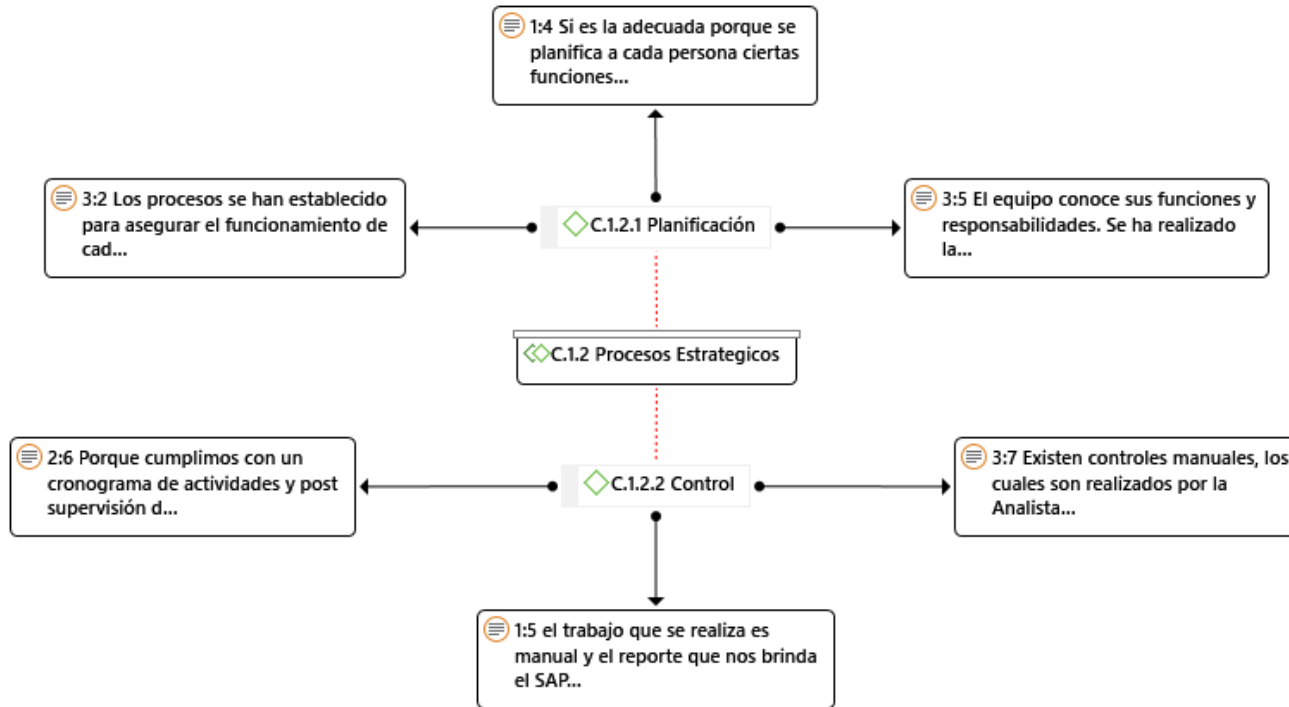 1:4 Si es la adecuada porque se
planifica a cada persona ciertas
funciones...
3:2 Los procesos se han establecido
para asegurar el funcionamiento de
cad...
C.1.2.1 Planificación
3:5 El equipo conoce sus funciones y
responsabilidades. Se ha realizado
la...
C.1.2 Procesos Estrategicos
2:6 Porque cumplimos con un
cronograma de actividades y post
supervisión d...
C.1.2.2 Control
3:7 Existen controles manuales, los
cuales son realizados por la
Analista...
1:5 el trabajo que se realiza es
manual y el reporte que nos brinda
el SAP...